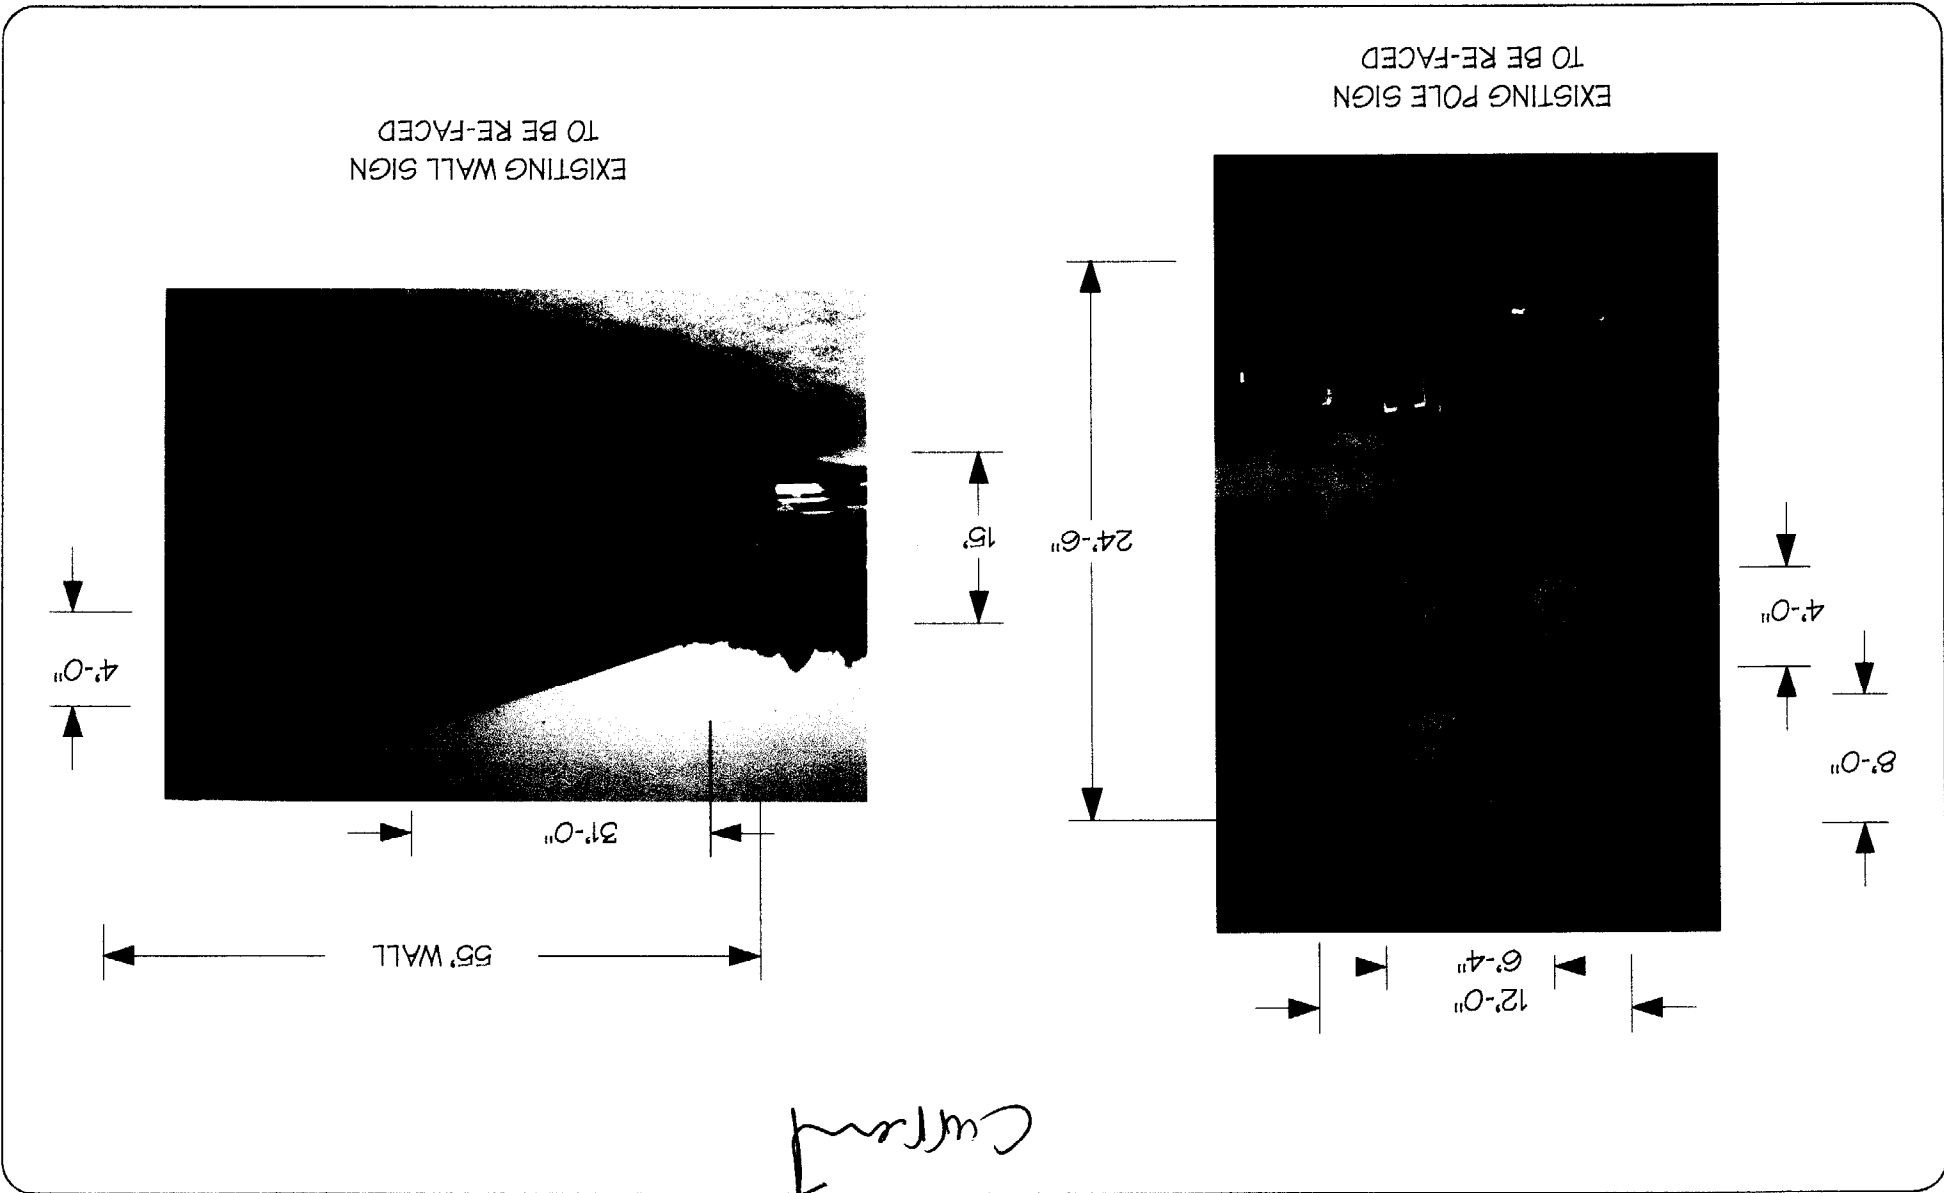 Current
12'-0"
6'-4"
8'-0"
4'-0"
24'-6"
EXISTING POLE SIGN
TO BE RE-FACED
55' WALL
31'-0"
15'
4'-0"
EXISTING WALL SIGN
TO BE RE-FACED